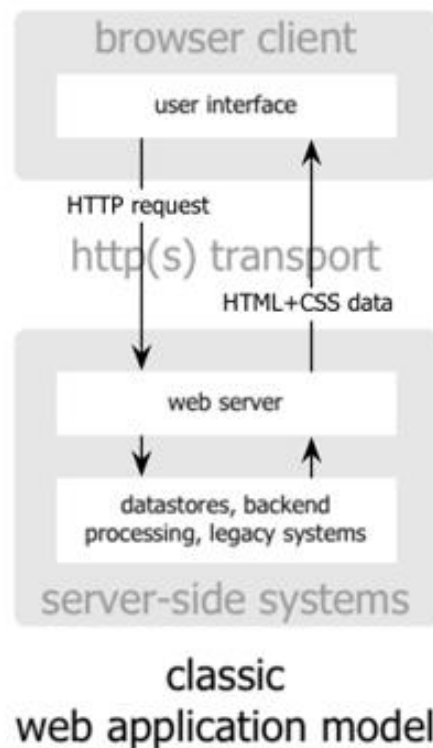 browser client
user interface
HTTP request
http(s) transport
HTML+CSS data
web server
datastores, backend
processing, legacy systems
server-side systems
classic
web application model